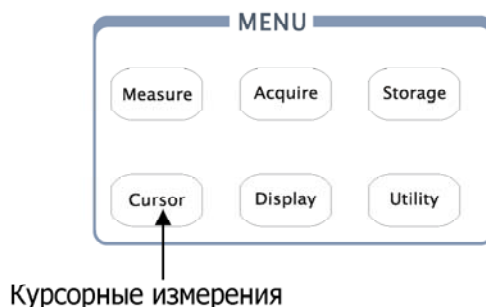 MENU
Measure Acquire Storage
Cursor Display Utility
Курсорные измерения